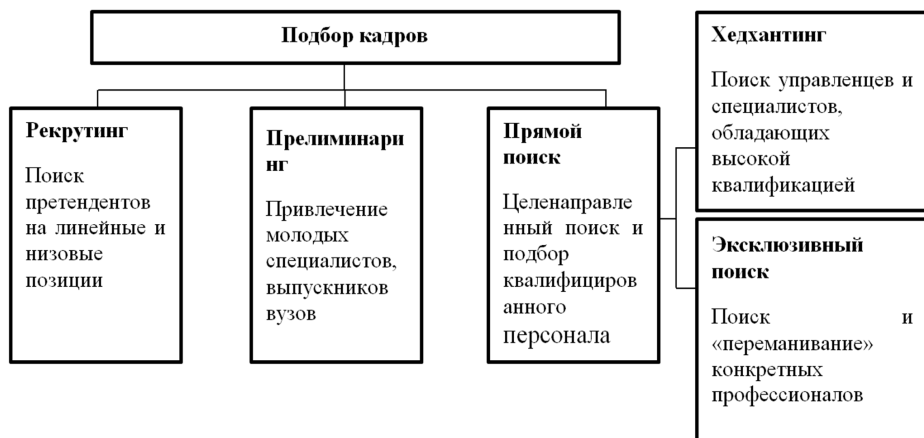 Подбор кадров
Рекрутинг
Поиск
претендентов
на линейные и
низовые
позиции
Прелиминари
нг
Привлечение
молодых
специалистов,
выпускников
вузов
Прямой
поиск
Целенаправле
нный поиск и
подбор
квалифициров
анного
персонала
Хедхантинг
Поиск управленцев и
специалистов,
обладающих
высокой
квалификацией
Эксклюзивный
поиск
Поиск и
«переманивание»
конкретных
профессионалов